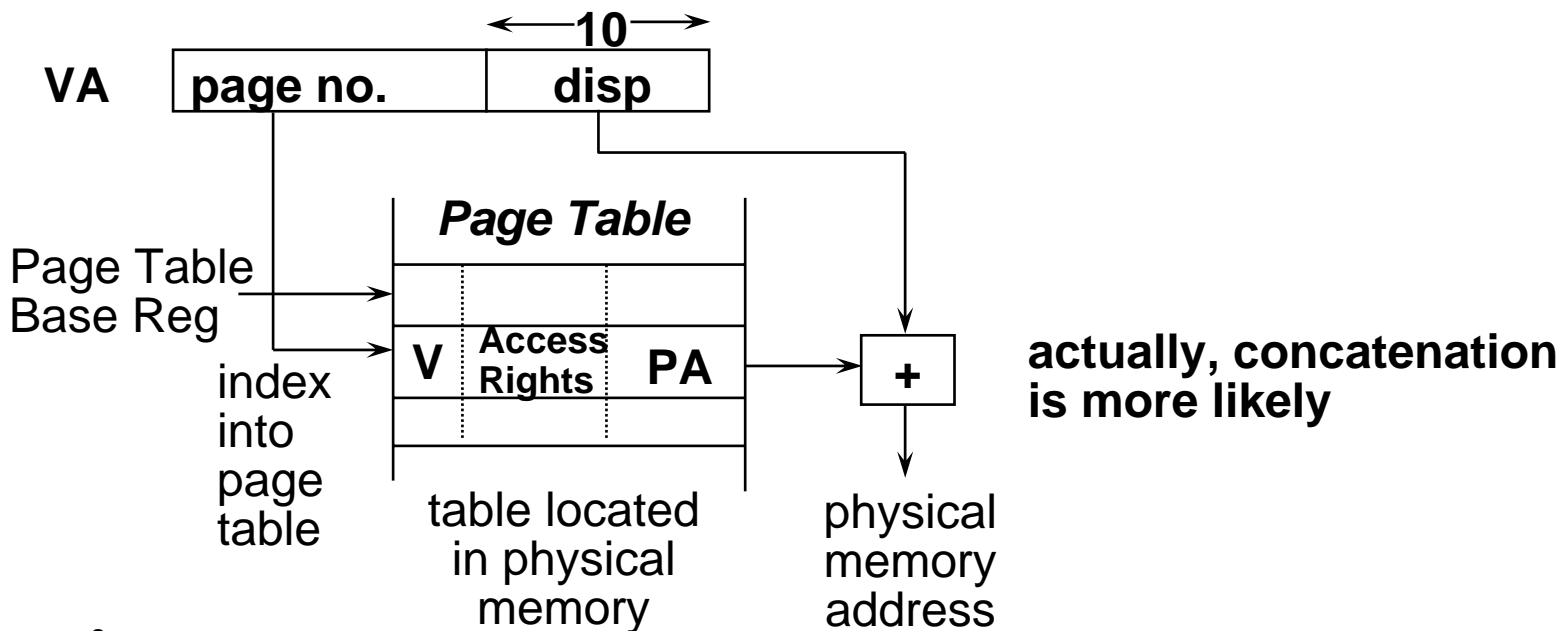 10
VA page no. disp
Page Table
Page Table
Base Reg
V Access
Rights PA
+
actually, concatenation
is more likely
index
into
page
table
table located
in physical
memory
physical
memory
address